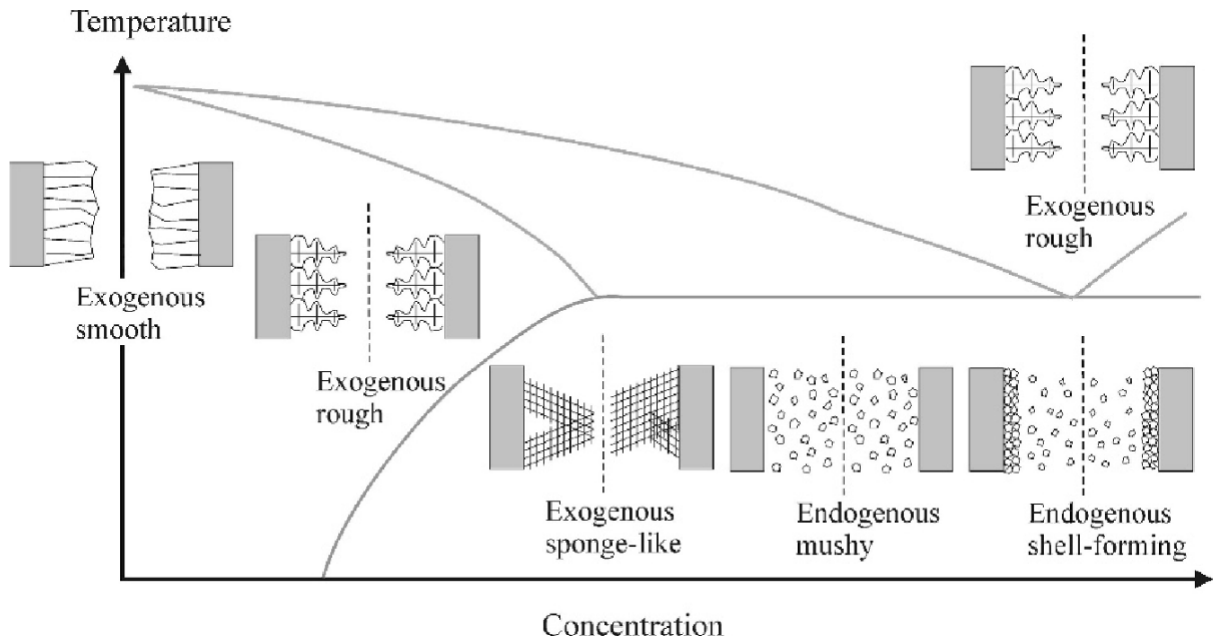 Temperature
Exogenous
rough
Exogenous
smooth
Exogenous
rough
Exogenous
sponge-like
Endogenous
mushy
Endogenous
shell-forming
Concentration